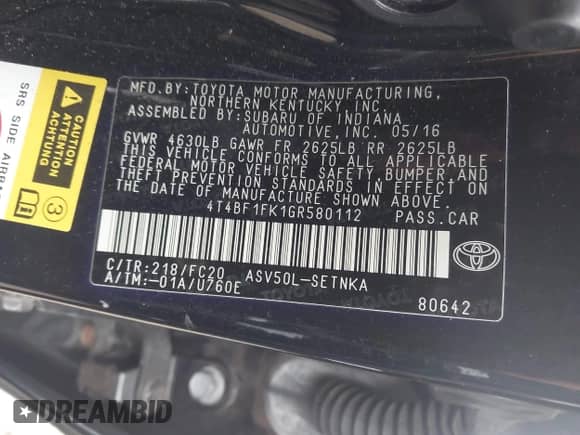 MFD.BY:TOYOTA MOTOR MANUFACTURING,
NORTHERN KENTUCKY,INC.
ASSEMBLED BY:SUBARU OF INDIANA
AUTOMOTIVE,INC. 05/16
GVWR 4630LB GAWR FR 2625LB RR 2625LB
THIS VEHICLE CONFORMS TO ALL APPLICABLE
FEDERAL MOTOR VEHICLE SAFETY,BUMPER,AND
THEFT PREVENTION STANDARDS IN EFFECT ON
THE DATE OF MANUFACTURE SHOWN ABOVE.
4T4BF1FK1GR580112 PASS.CAR
C/TR:218/FC20 ASV50L-SETNKA
A/TM:-01A/U760E
80642
TOYOTA
SRS SIDE
CAUTION
ATTENTION
ACHTUNG
3
DREAMBID